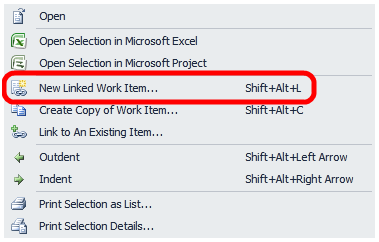 Open
Open Selection in Microsoft Excel
Open Selection in Microsoft Project
New Linked Work Item... Shift+Alt+L
Create Copy of Work Item... Shift+Alt+C
Link to An Existing Item...
Outdent Shift+Alt+Left Arrow
Indent Shift+Alt+Right Arrow
Print Selection as List...
Print Selection Details...